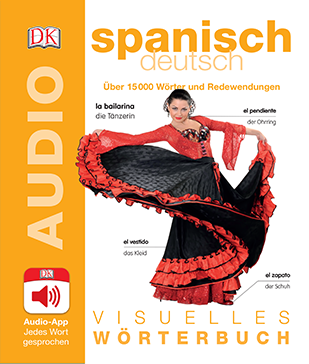 DK
spanisch
deutsch
Über 15000 Wörter und Redewendungen
AUDIO
la bailarina
die Tänzerin
el pendiente
der Ohrring
el vestido
das Kleid
el zapato
der Schuh
DK
Audio-App
Jedes Wort
gesprochen
VISUELLES
WÖRTERBUCH